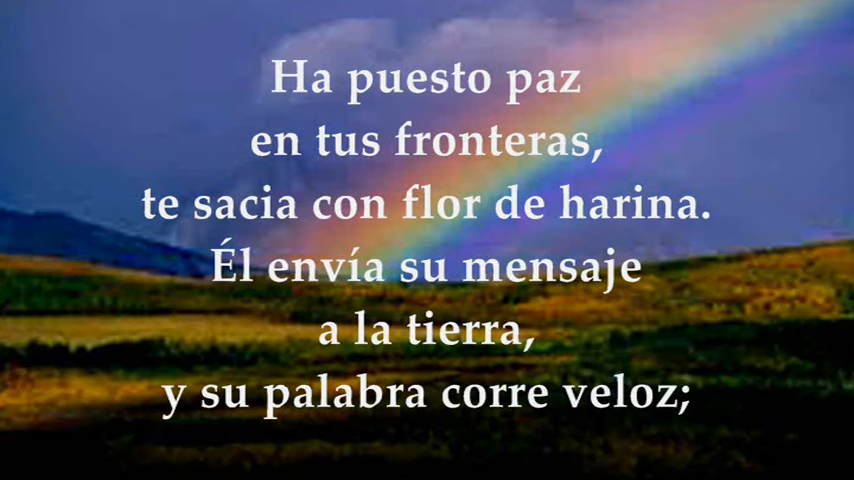 Ha puesto paz
en tus fronteras,
te sacia con flor de harina.
Él envía su mensaje
a la tierra,
y su palabra corre veloz;